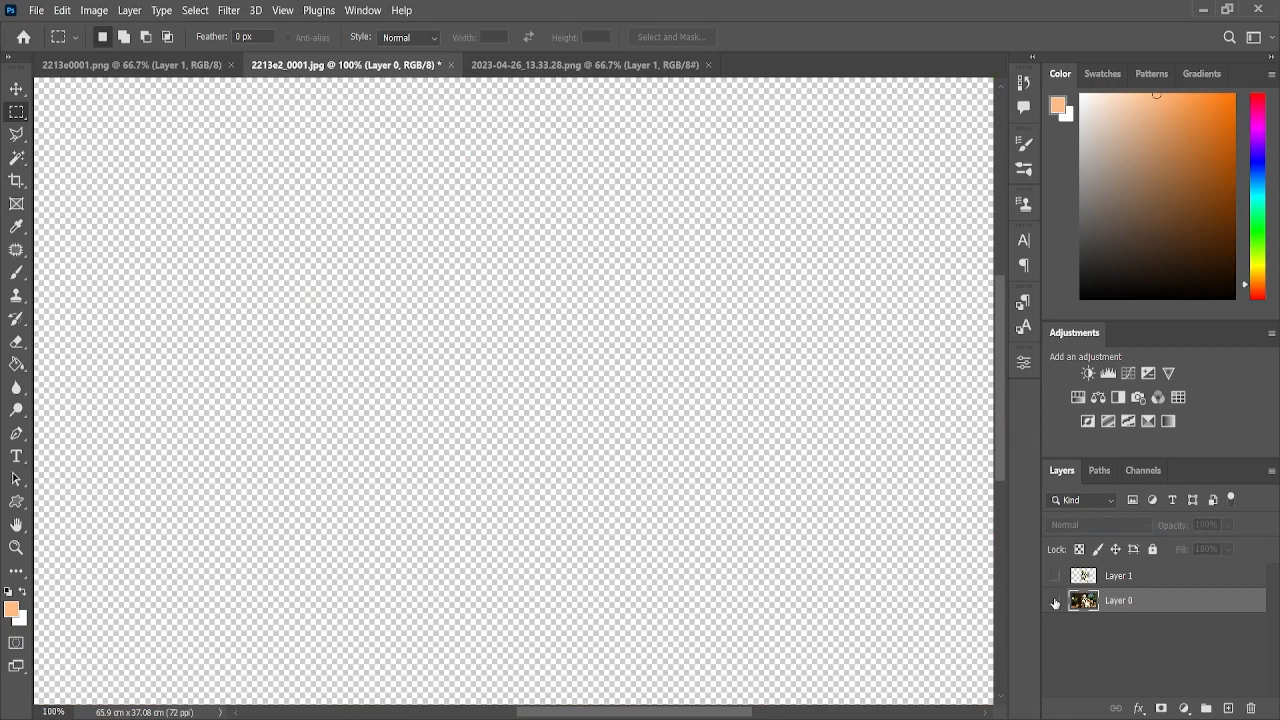 Ps File Edit Image Layer Type Select Filter 3D View Plugins Window Help
Feather: 0 px Anti-alias Style: Normal Width: Height: Select and Mask...
2213e0001.png @ 66.7% (Layer 1, RGB/8) 2213e2_0001.jpg @ 100% (Layer 0, RGB/8) * 2023-04-26_13.33.28.png @ 66.7% (Layer 1, RGB/8#)
Color Swatches Patterns Gradients
Adjustments
Add an adjustment
Layers Paths Channels
Kind
Normal Opacity: 100%
Lock: Fill: 100%
Layer 1
Layer 0
100% 65.9 cm x 37.08 cm (72 ppi)